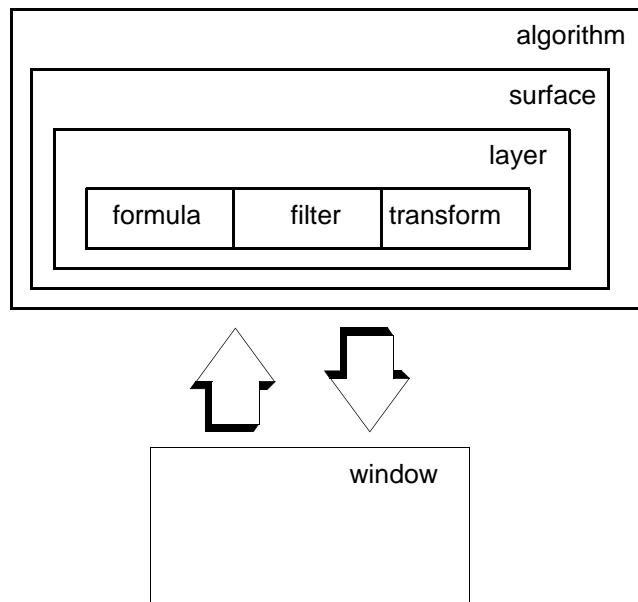 algorithm
surface
layer
formula filter transform
window